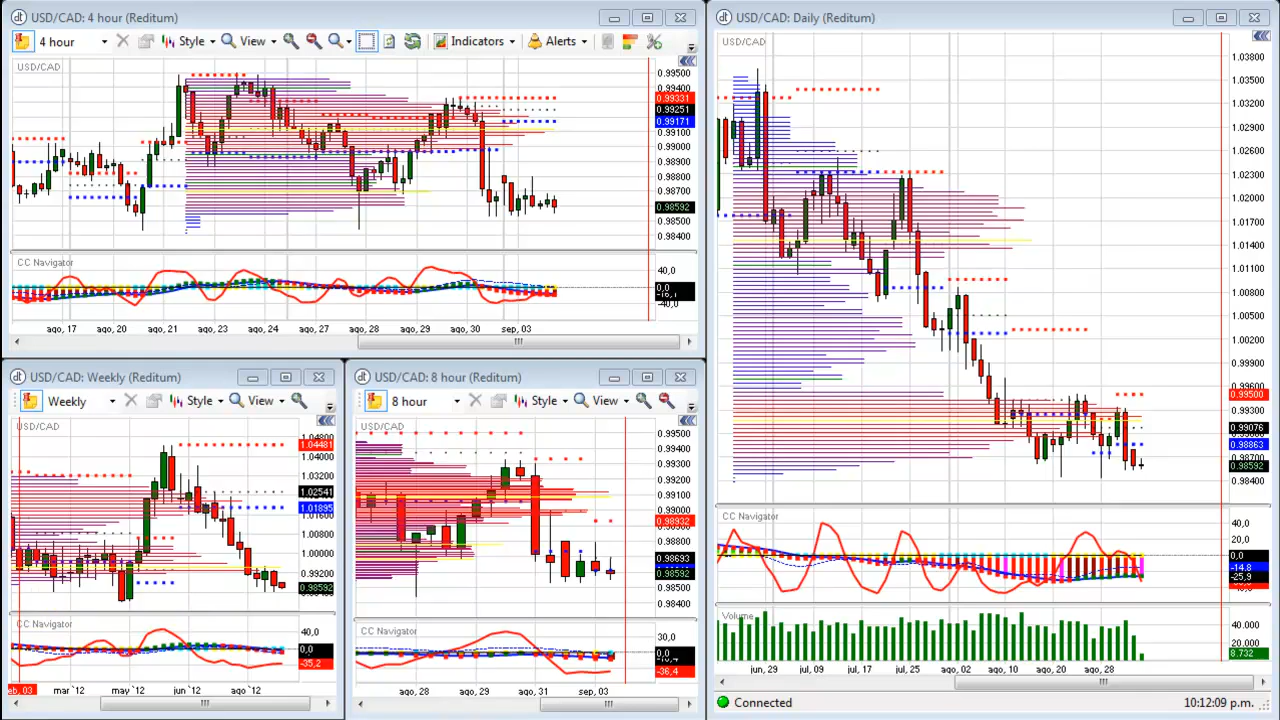 USD/CAD: 4 hour (Reditum)
4 hour
Style
View
Indicators
Alerts
USD/CAD
0.99500
0.99400
0.99331
0.99251
0.99171
0.99100
0.99000
0.98900
0.98800
0.98700
0.98592
0.98500
0.98400
CC Navigator
40,0
0,0
-40,0
ago, 17
ago, 20
ago, 21
ago, 23
ago, 24
ago, 27
ago, 28
ago, 29
ago, 30
sep, 03
USD/CAD: Weekly (Reditum)
Weekly
Style
View
USD/CAD
1.04800
1.04481
1.03200
1.02541
1.01895
1.01600
1.00000
0.99200
0.98592
CC Navigator
40,0
0,0
-35,2
eb, 03
mar '12
may '12
jun '12
ago '12
USD/CAD: 8 hour (Reditum)
8 hour
Style
View
USD/CAD
0.99500
0.99400
0.99300
0.99200
0.99100
0.99000
0.98932
0.98800
0.98693
0.98592
0.98500
0.98400
CC Navigator
30,0
0,0
-36,4
ago, 28
ago, 29
ago, 31
sep, 03
USD/CAD: Daily (Reditum)
USD/CAD
1.03800
1.03500
1.03200
1.02900
1.02600
1.02300
1.02000
1.01700
1.01400
1.01100
1.00800
1.00500
1.00200
0.99900
0.99600
0.99500
0.99300
0.99076
0.98863
0.98700
0.98592
0.98400
CC Navigator
40,0
20,0
0,0
-14,8
-25,9
Volume
40.000
8.732
jun, 29
jul, 09
jul, 17
jul, 25
ago, 02
ago, 10
ago, 20
ago, 28
Connected
10:12:09 p.m.